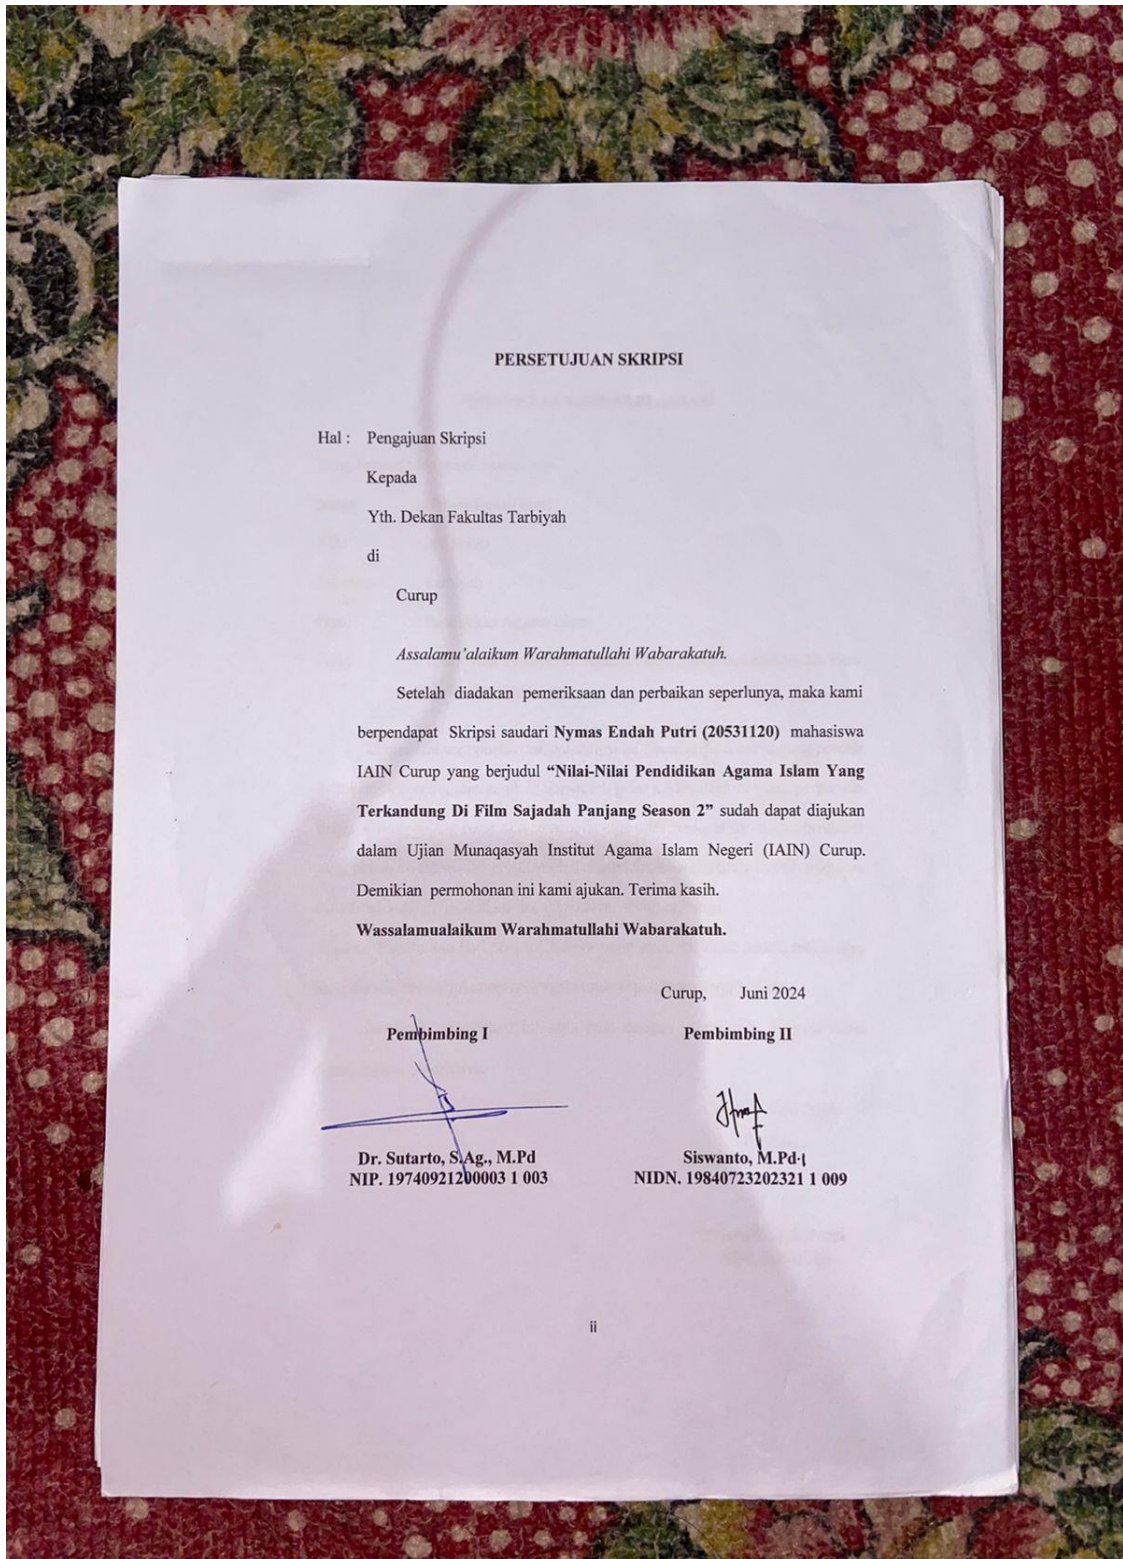 PERSETUJUAN SKRIPSI
Hal : Pengajuan Skripsi
Kepada
Yth. Dekan Fakultas Tarbiyah
di
Curup
Assalamu'alaikum Warahmatullahi Wabarakatuh.
Setelah diadakan pemeriksaan dan perbaikan seperlunya, maka kami
berpendapat Skripsi saudari Nymas Endah Putri (20531120) mahasiswa
IAIN Curup yang berjudul "Nilai-Nilai Pendidikan Agama Islam Yang
Terkandung Di Film Sajadah Panjang Season 2" sudah dapat diajukan
dalam Ujian Munaqasyah Institut Agama Islam Negeri (IAIN) Curup.
Demikian permohonan ini kami ajukan. Terima kasih.
Wassalamualaikum Warahmatullahi Wabarakatuh.
Curup, Juni 2024
Pembimbing I Pembimbing II
Dr. Sutarto, S.Ag., M.Pd Siswanto, M.Pd.I
NIP. 19740921200003 1 003 NIDN. 19840723202321 1 009
ii